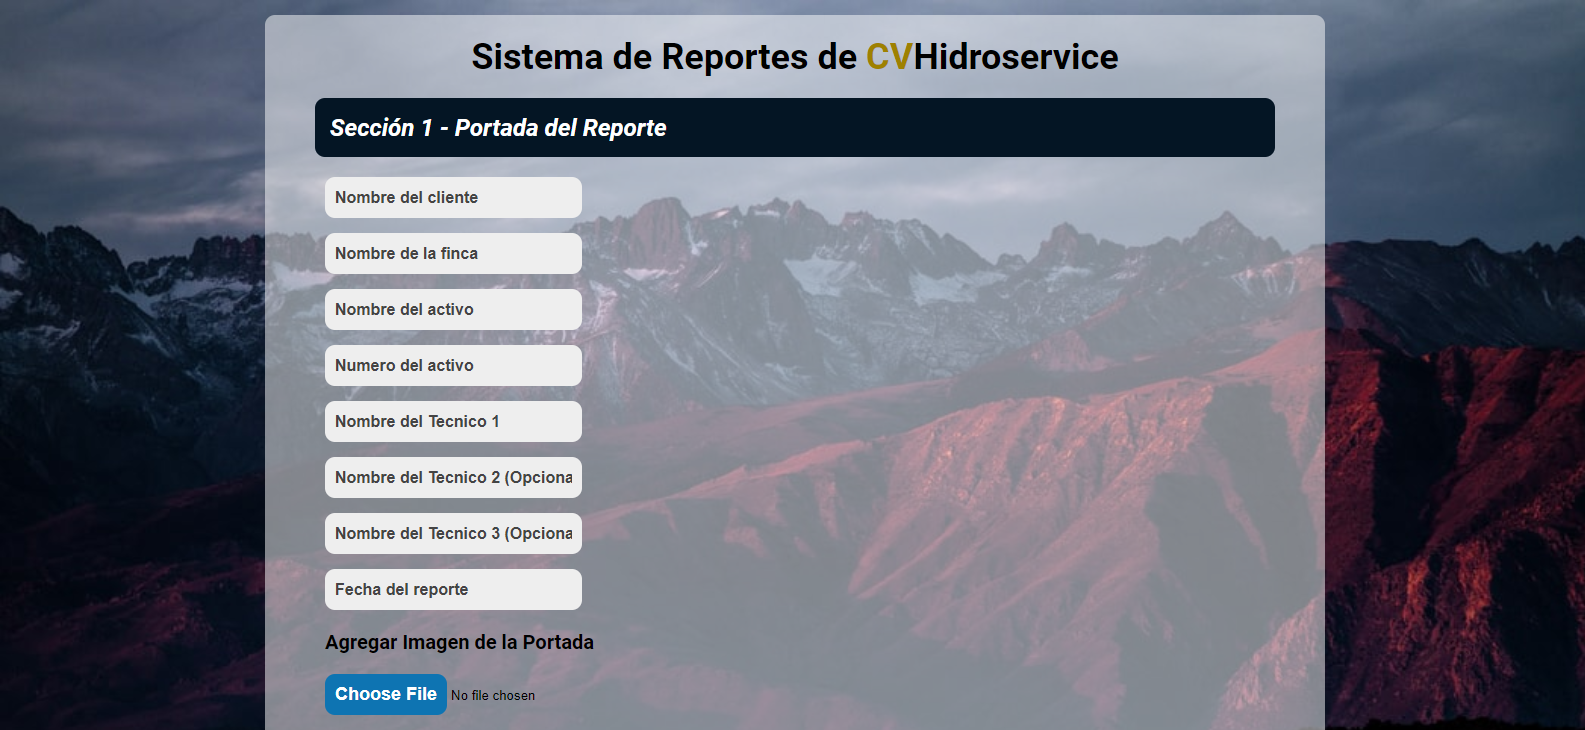 Sistema de Reportes de CVHidroservice
Sección 1 - Portada del Reporte
Nombre del cliente
Nombre de la finca
Nombre del activo
Numero del activo
Nombre del Tecnico 1
Nombre del Tecnico 2 (Opciona
Nombre del Tecnico 3 (Opciona
Fecha del reporte
Agregar Imagen de la Portada
Choose File No file chosen